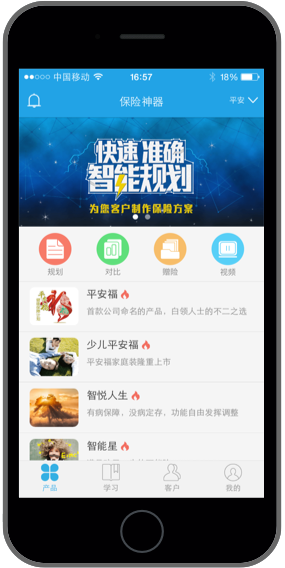 中国移动 16:57 18%
保险神器
平安
快速 准确
智能规划
为您客户制作保险方案
规划 对比 赠险 视频
平安福
首款公司命名的产品，白领人士的不二之选
少儿平安福
平安福家庭装隆重上市
智悦人生
有病保障，没病定存，功能自由发挥调整
智能星
产品 学习 客户 我的